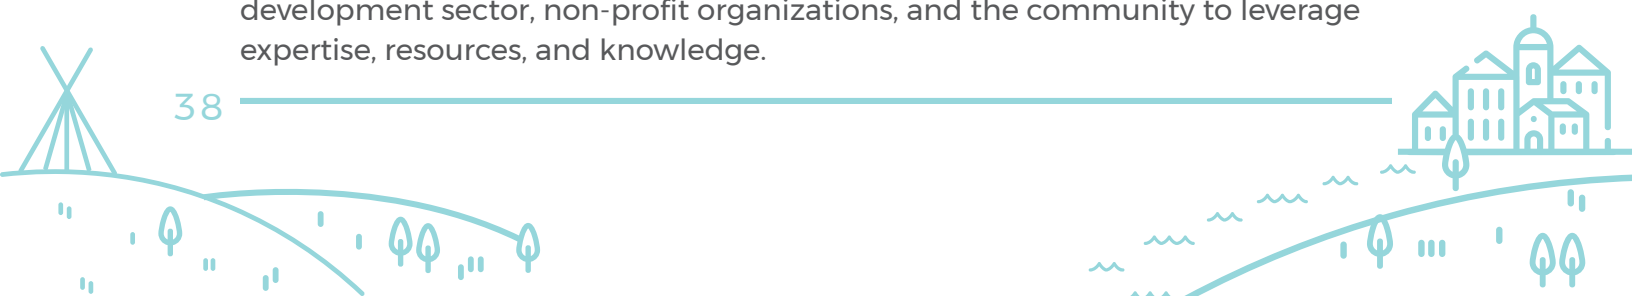 development sector, non-profit organizations, and the community to leverage
expertise, resources, and knowledge.
38